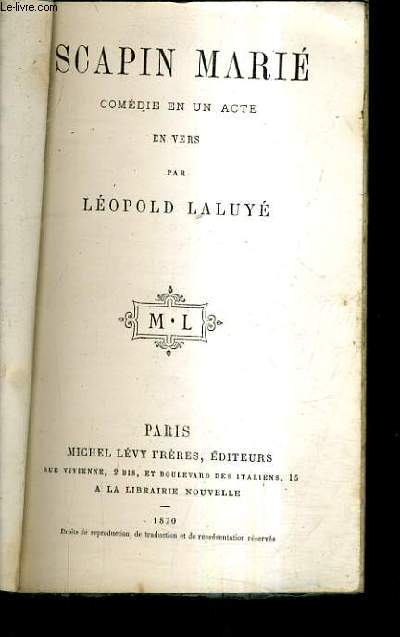 Le-livre.com
SCAPIN MARIÉ
COMÉDIE EN UN ACTE
EN VERS
PAR
LÉOPOLD LALUYÉ
M·L
PARIS
MICHEL LÉVY FRÈRES, ÉDITEURS
RUE VIVIENNE, 2 BIS, ET BOULEVARD DES ITALIENS, 15
A LA LIBRAIRIE NOUVELLE
1870
Droits de reproduction, de traduction et de représentation réservés